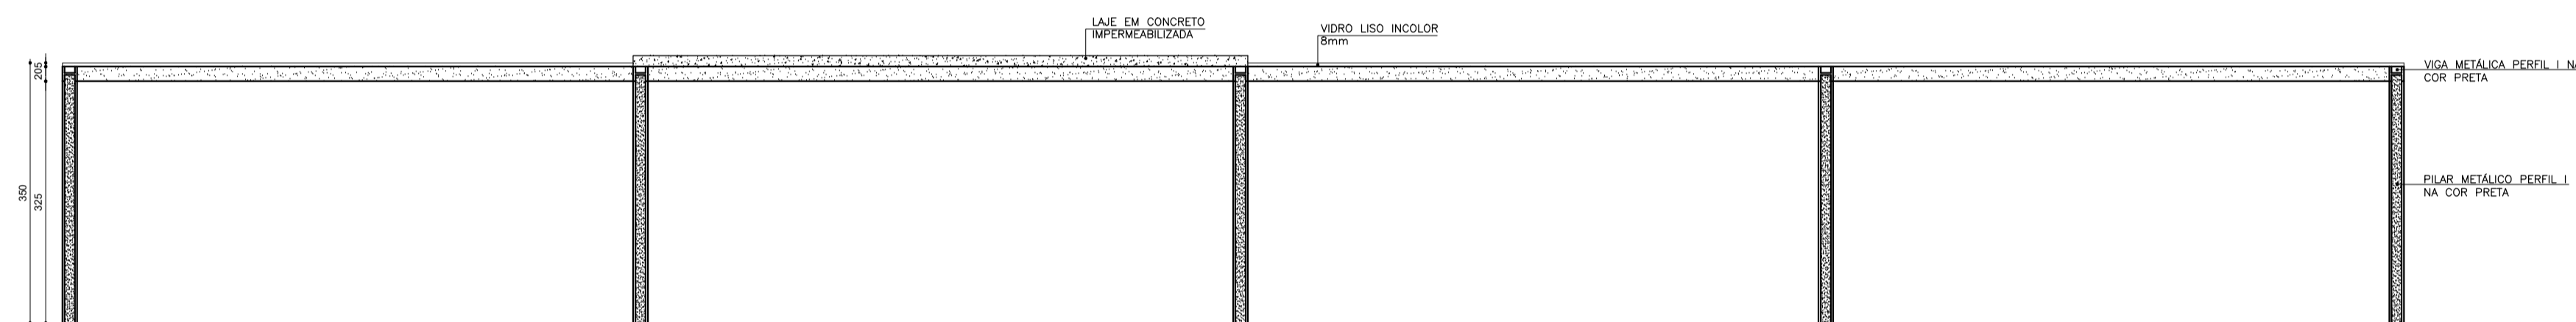 LAJE EM CONCRETO
IMPERMEABILIZADA
VIDRO LISO INCOLOR
8mm
VIGA METÁLICA PERFIL I NA
COR PRETA
PILAR METÁLICO PERFIL I
NA COR PRETA
205
350
325